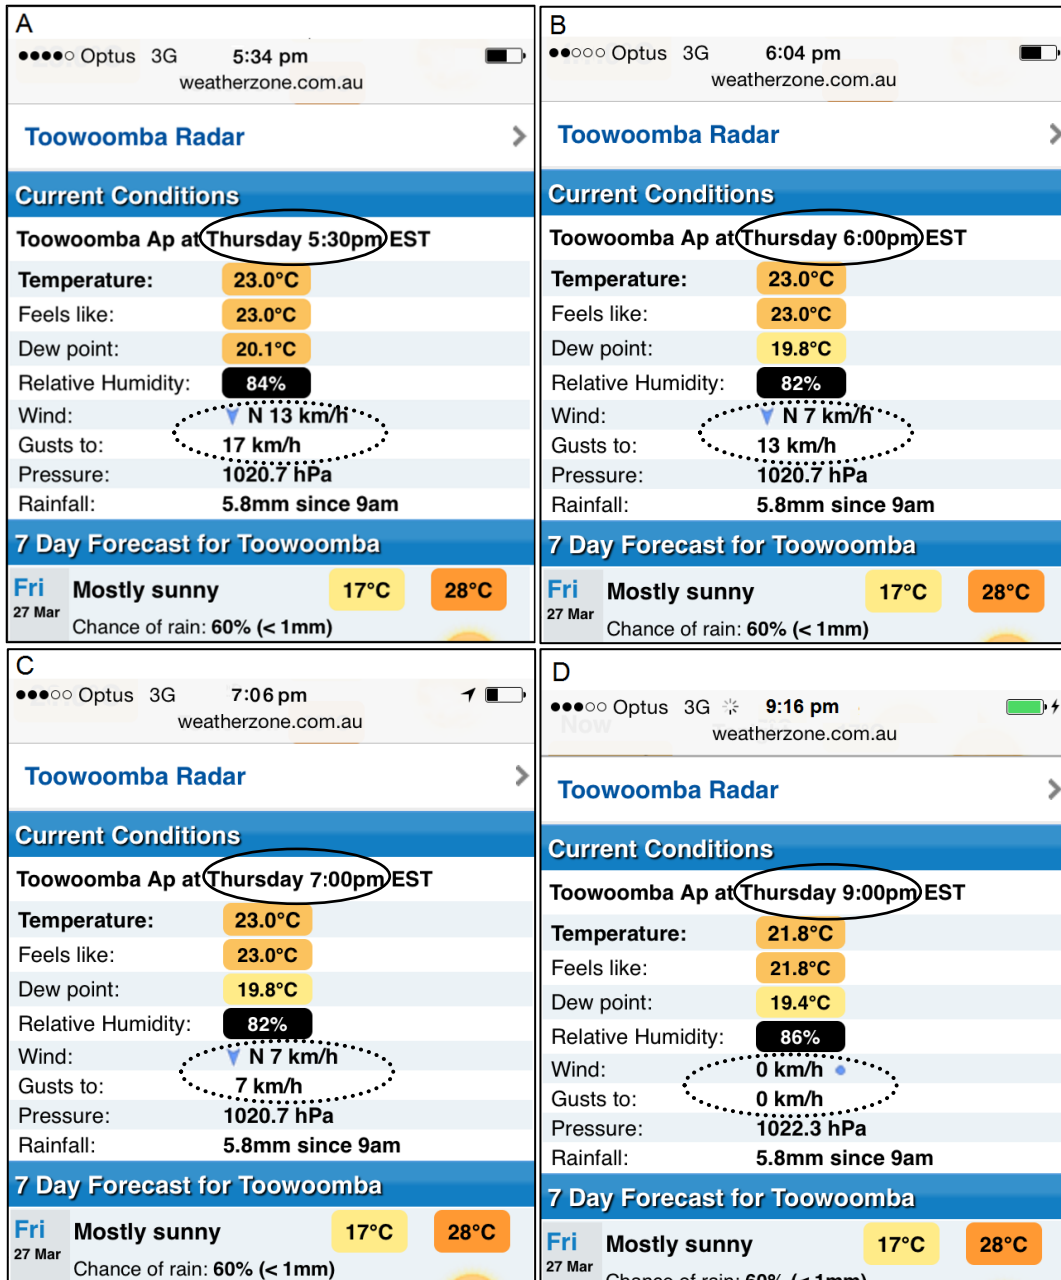 A
Optus 3G 5:34 pm
weatherzone.com.au
Toowoomba Radar
Current Conditions
Toowoomba Ap at Thursday 5:30pm EST
Temperature: 23.0°C
Feels like: 23.0°C
Dew point: 20.1°C
Relative Humidity: 84%
Wind: N 13 km/h
Gusts to: 17 km/h
Pressure: 1020.7 hPa
Rainfall: 5.8mm since 9am
7 Day Forecast for Toowoomba
Fri Mostly sunny 17°C 28°C
27 Mar
Chance of rain: 60% (< 1mm)
B
Optus 3G 6:04 pm
weatherzone.com.au
Toowoomba Radar
Current Conditions
Toowoomba Ap at Thursday 6:00pm EST
Temperature: 23.0°C
Feels like: 23.0°C
Dew point: 19.8°C
Relative Humidity: 82%
Wind: N 7 km/h
Gusts to: 13 km/h
Pressure: 1020.7 hPa
Rainfall: 5.8mm since 9am
7 Day Forecast for Toowoomba
Fri Mostly sunny 17°C 28°C
27 Mar
Chance of rain: 60% (< 1mm)
C
Optus 3G 7:06 pm
weatherzone.com.au
Toowoomba Radar
Current Conditions
Toowoomba Ap at Thursday 7:00pm EST
Temperature: 23.0°C
Feels like: 23.0°C
Dew point: 19.8°C
Relative Humidity: 82%
Wind: N 7 km/h
Gusts to: 7 km/h
Pressure: 1020.7 hPa
Rainfall: 5.8mm since 9am
7 Day Forecast for Toowoomba
Fri Mostly sunny 17°C 28°C
27 Mar
Chance of rain: 60% (< 1mm)
D
Optus 3G 9:16 pm
Now
weatherzone.com.au
Toowoomba Radar
Current Conditions
Toowoomba Ap at Thursday 9:00pm EST
Temperature: 21.8°C
Feels like: 21.8°C
Dew point: 19.4°C
Relative Humidity: 86%
Wind: 0 km/h
Gusts to: 0 km/h
Pressure: 1022.3 hPa
Rainfall: 5.8mm since 9am
7 Day Forecast for Toowoomba
Fri Mostly sunny 17°C 28°C
27 Mar
Chance of rain: 60% (< 1mm)